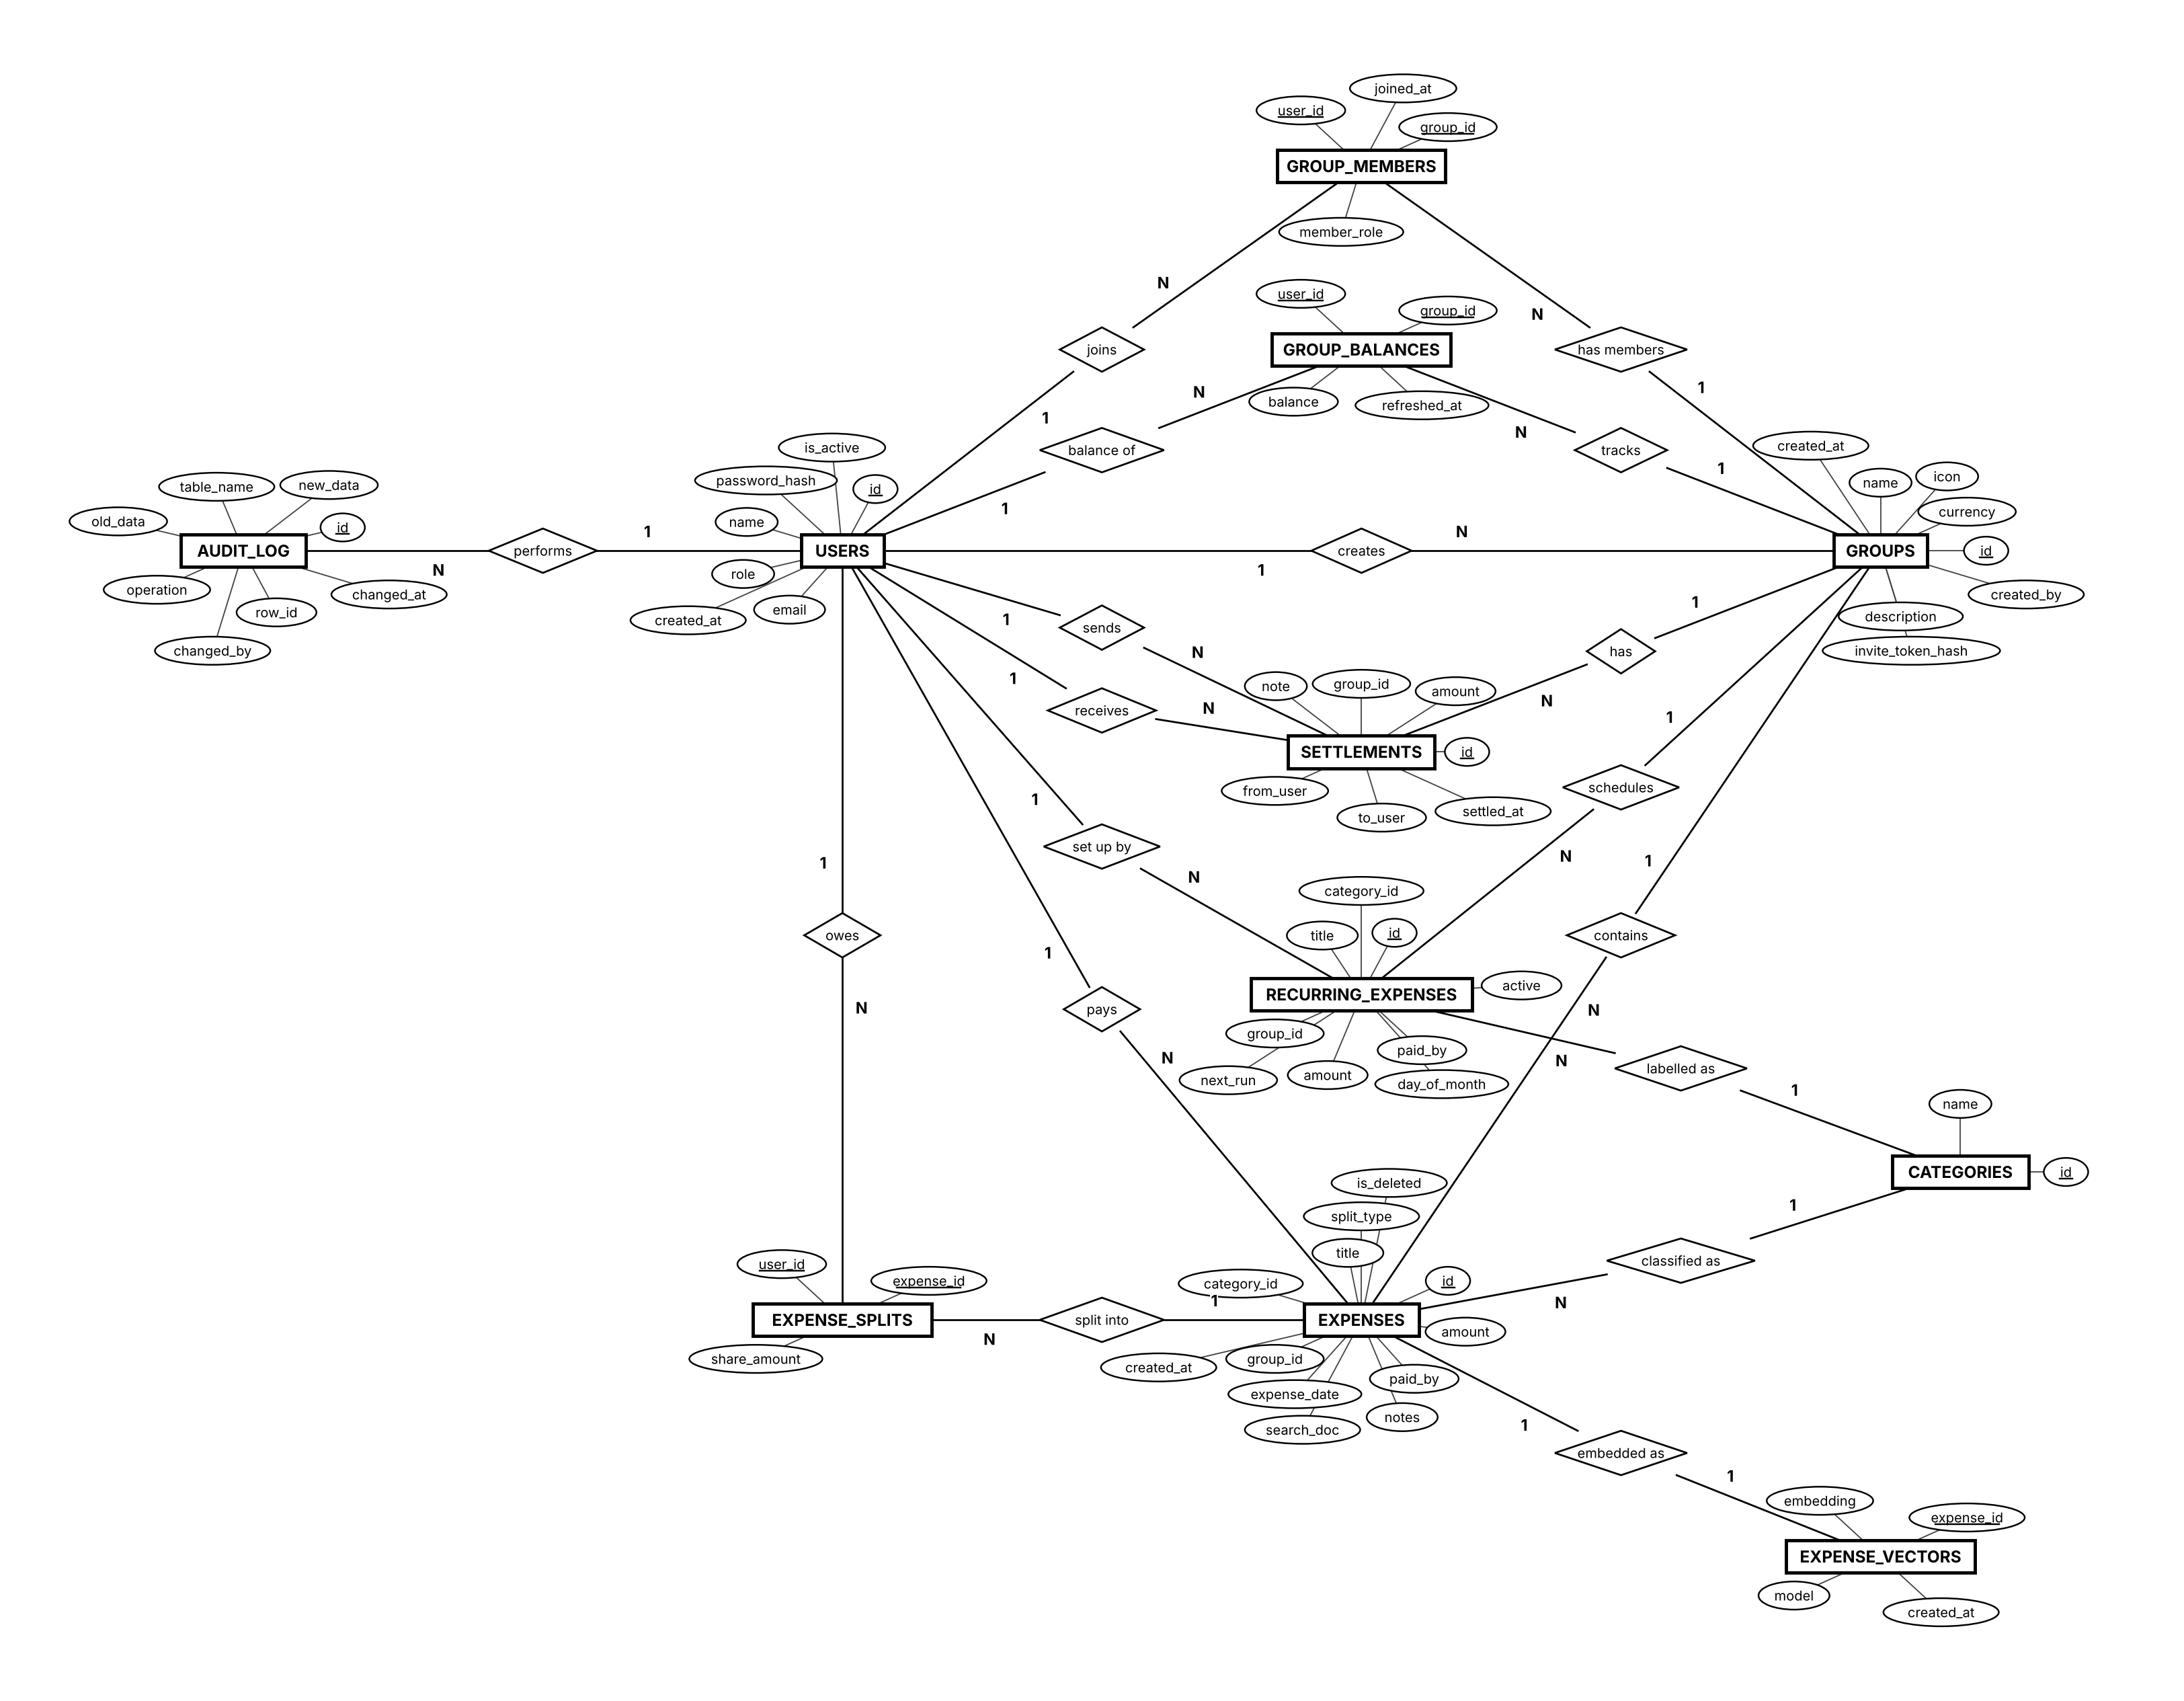 joined_at
user_id
group_id
GROUP_MEMBERS
member_role
N
user_id
group_id
N
joins
GROUP_BALANCES
has members
N
1
balance
refreshed_at
1
N
is_active
balance of
tracks
created_at
1
password_hash
id
name
icon
table_name
new_data
1
currency
old_data
id
name
AUDIT_LOG
performs
1
USERS
creates
N
GROUPS
id
N
1
role
operation
changed_at
created_by
row_id
created_at
email
1
sends
1
description
changed_by
N
has
invite_token_hash
1
note
group_id
amount
N
receives
N
1
SETTLEMENTS
id
from_user
schedules
to_user
settled_at
1
set up by
N
1
1
N
category_id
owes
title
id
contains
1
RECURRING_EXPENSES
active
N
pays
N
group_id
paid_by
N
N
labelled as
next_run
amount
day_of_month
1
name
CATEGORIES
id
is_deleted
split_type
1
title
classified as
user_id
expense_id
category_id
id
1
N
EXPENSE_SPLITS
split into
EXPENSES
amount
N
share_amount
created_at
group_id
paid_by
expense_date
notes
search_doc
1
embedded as
1
embedding
expense_id
EXPENSE_VECTORS
model
created_at